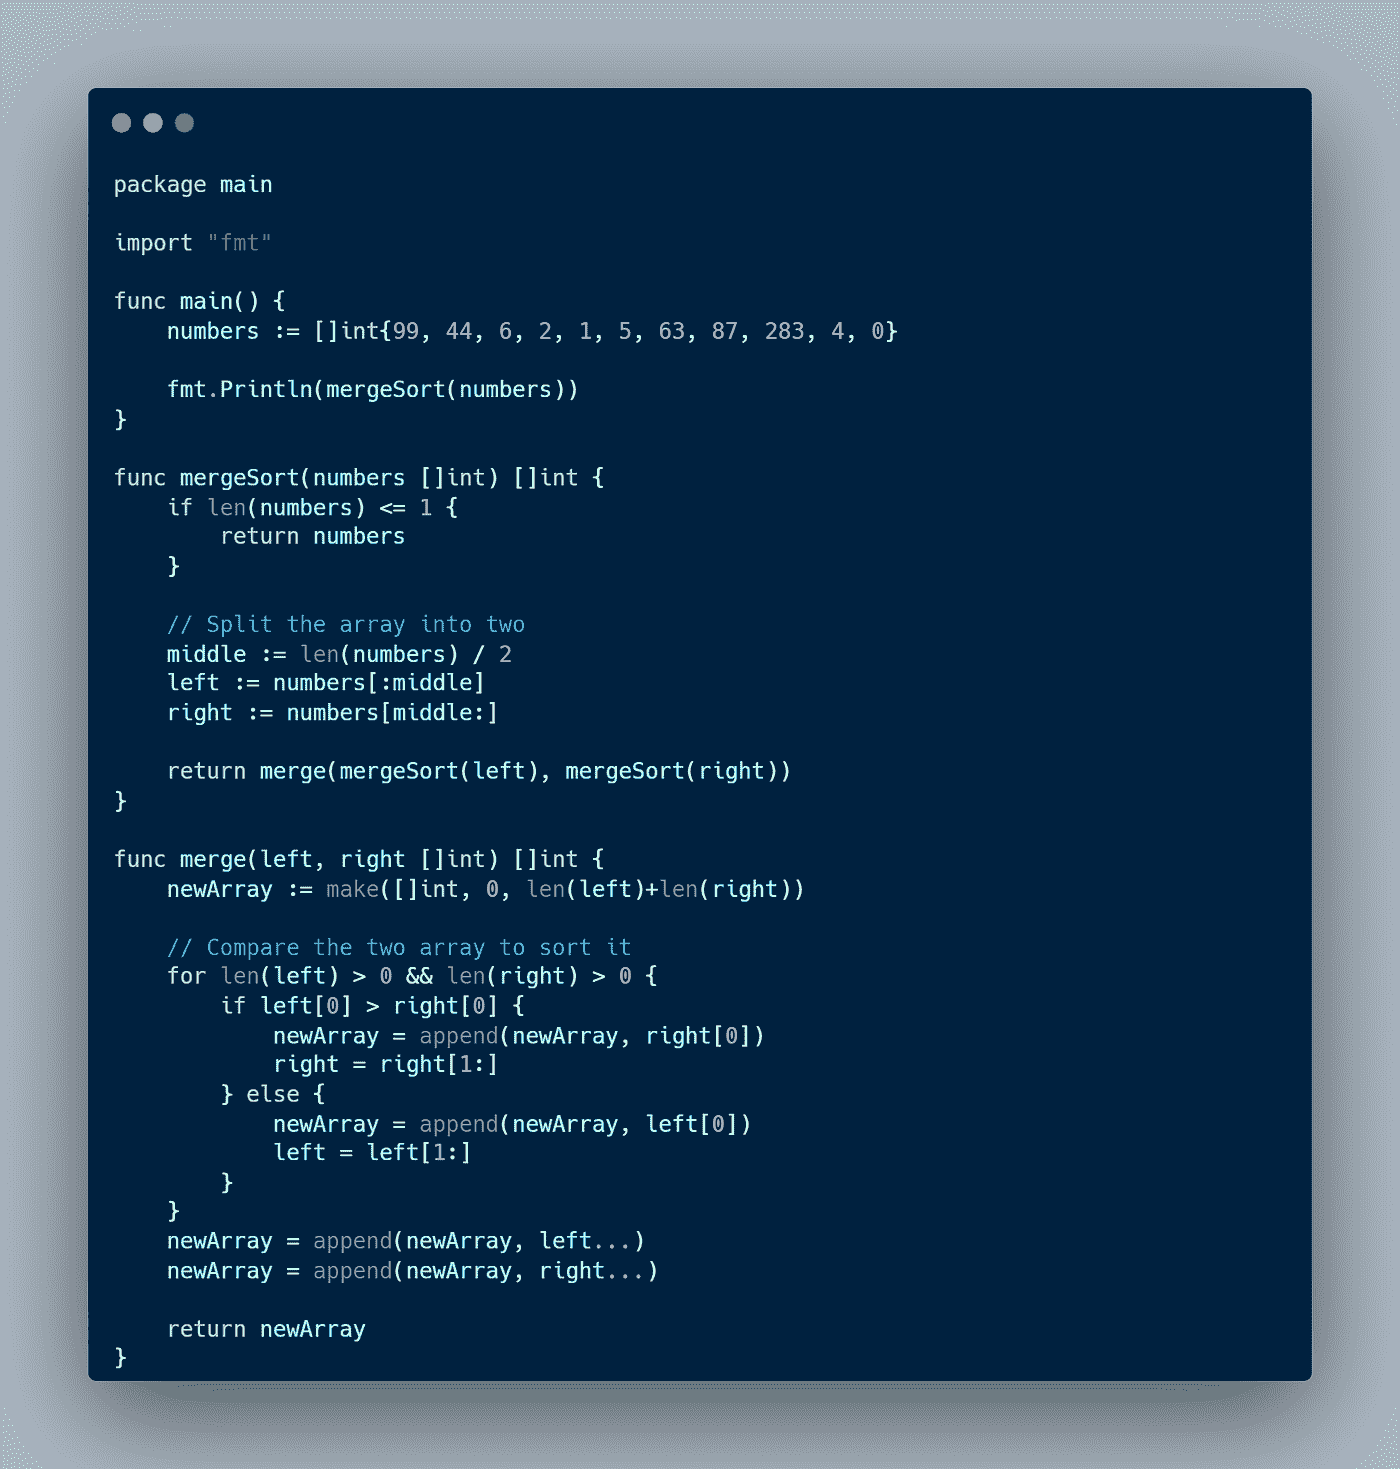 package main
import "fmt"
func main() {
    numbers := []int{99, 44, 6, 2, 1, 5, 63, 87, 283, 4, 0}
    fmt.Println(mergeSort(numbers))
}
func mergeSort(numbers []int) []int {
    if len(numbers) <= 1 {
        return numbers
    }
    // Split the array into two
    middle := len(numbers) / 2
    left := numbers[:middle]
    right := numbers[middle:]
    return merge(mergeSort(left), mergeSort(right))
}
func merge(left, right []int) []int {
    newArray := make([]int, 0, len(left)+len(right))
    // Compare the two array to sort it
    for len(left) > 0 && len(right) > 0 {
        if left[0] > right[0] {
            newArray = append(newArray, right[0])
            right = right[1:]
        } else {
            newArray = append(newArray, left[0])
            left = left[1:]
        }
    }
    newArray = append(newArray, left...)
    newArray = append(newArray, right...)
    return newArray
}